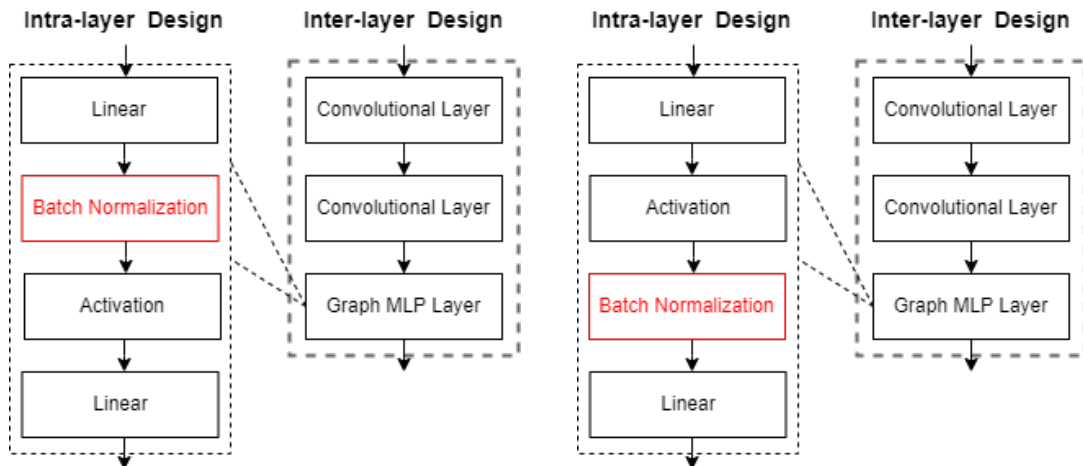 Intra-layer Design
Linear
Batch Normalization
Activation
Linear
Inter-layer Design
Convolutional Layer
Convolutional Layer
Graph MLP Layer
Intra-layer Design
Linear
Activation
Batch Normalization
Linear
Inter-layer Design
Convolutional Layer
Convolutional Layer
Graph MLP Layer